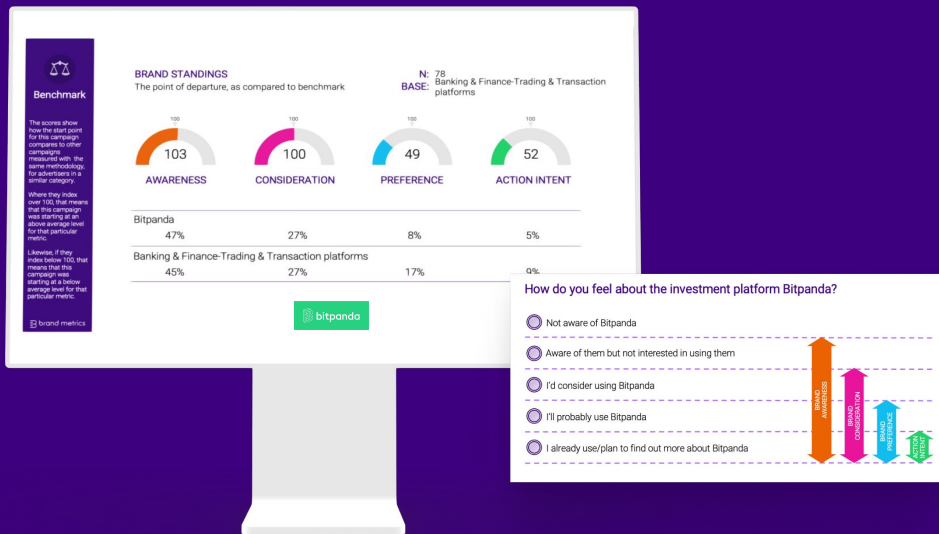 Benchmark
The scores show
how the start point
for this campaign
compares to other
campaigns
measured with the
same methodology,
for advertisers in a
similar category.
Where they index
over 100, that means
that this campaign
was starting at an
above average level
for that particular
metric.
Likewise, if they
index below 100, that
means that this
campaign was
starting at a below
average level for that
particular metric.
brand metrics
BRAND STANDINGS
The point of departure, as compared to benchmark
N: 78
BASE: Banking & Finance-Trading & Transaction
platforms
100 100 100 100
103 100 49 52
AWARENESS CONSIDERATION PREFERENCE ACTION INTENT
Bitpanda
47% 27% 8% 5%
Banking & Finance-Trading & Transaction platforms
45% 27% 17% 9%
bitpanda
How do you feel about the investment platform Bitpanda?
Not aware of Bitpanda
Aware of them but not interested in using them
I'd consider using Bitpanda
I'll probably use Bitpanda
I already use/plan to find out more about Bitpanda
BRAND
AWARENESS
BRAND
CONSIDERATION
BRAND
PREFERENCE
ACTION
INTENT